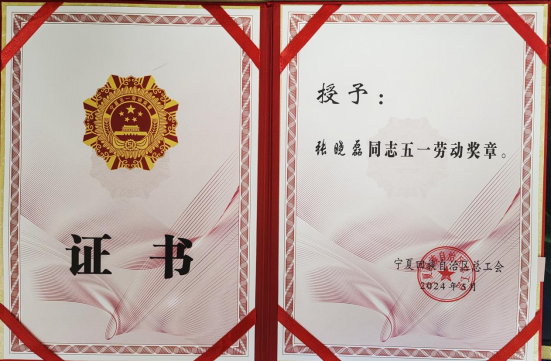 证 书
授予：
张晓磊同志五一劳动奖章。
宁夏回族自治区总工会
2024年5月